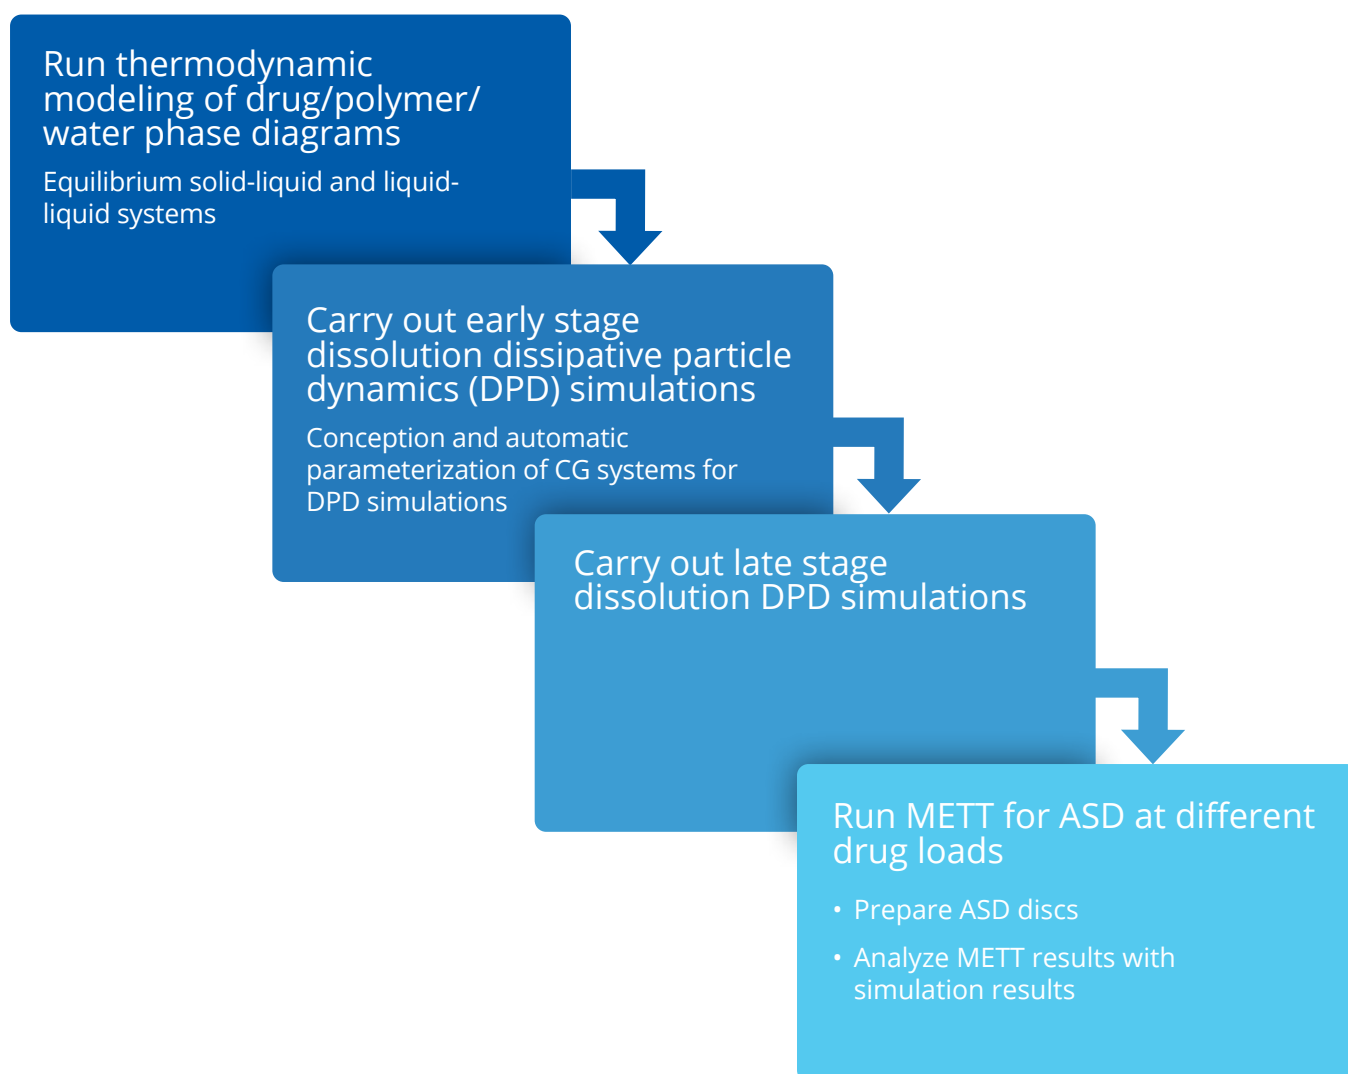 Run thermodynamic
modeling of drug/polymer/
water phase diagrams
Equilibrium solid-liquid and liquid-
liquid systems
Carry out early stage
dissolution dissipative particle
dynamics (DPD) simulations
Conception and automatic
parameterization of CG systems for
DPD simulations
Carry out late stage
dissolution DPD simulations
Run METT for ASD at different
drug loads
• Prepare ASD discs
• Analyze METT results with
simulation results